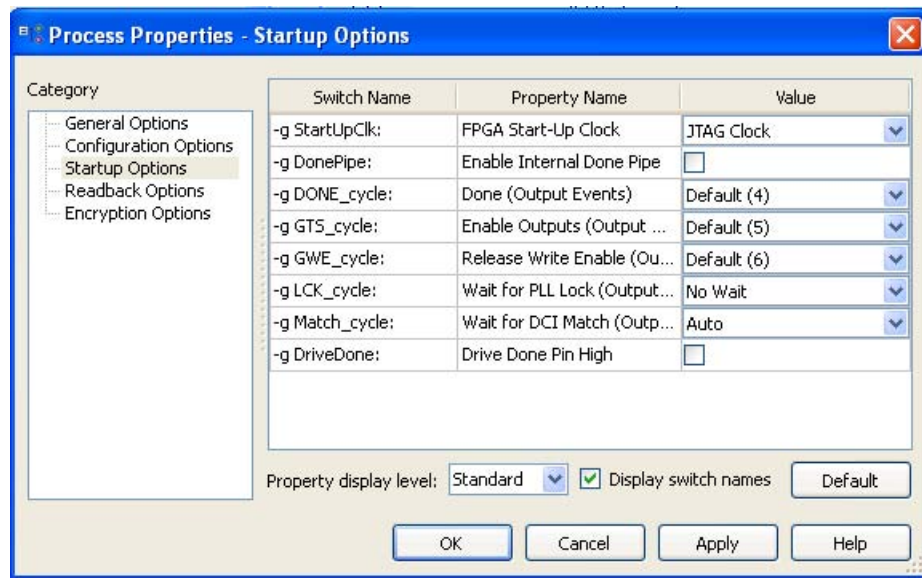 Process Properties - Startup Options
Category
General Options
Configuration Options
Startup Options
Readback Options
Encryption Options
Switch Name Property Name Value
-g StartUpClk: FPGA Start-Up Clock JTAG Clock
-g DonePipe: Enable Internal Done Pipe
-g DONE_cycle: Done (Output Events) Default (4)
-g GTS_cycle: Enable Outputs (Output ... Default (5)
-g GWE_cycle: Release Write Enable (Ou... Default (6)
-g LCK_cycle: Wait for PLL Lock (Output... No Wait
-g Match_cycle: Wait for DCI Match (Outp... Auto
-g DriveDone: Drive Done Pin High
Property display level: Standard Display switch names Default
OK Cancel Apply Help